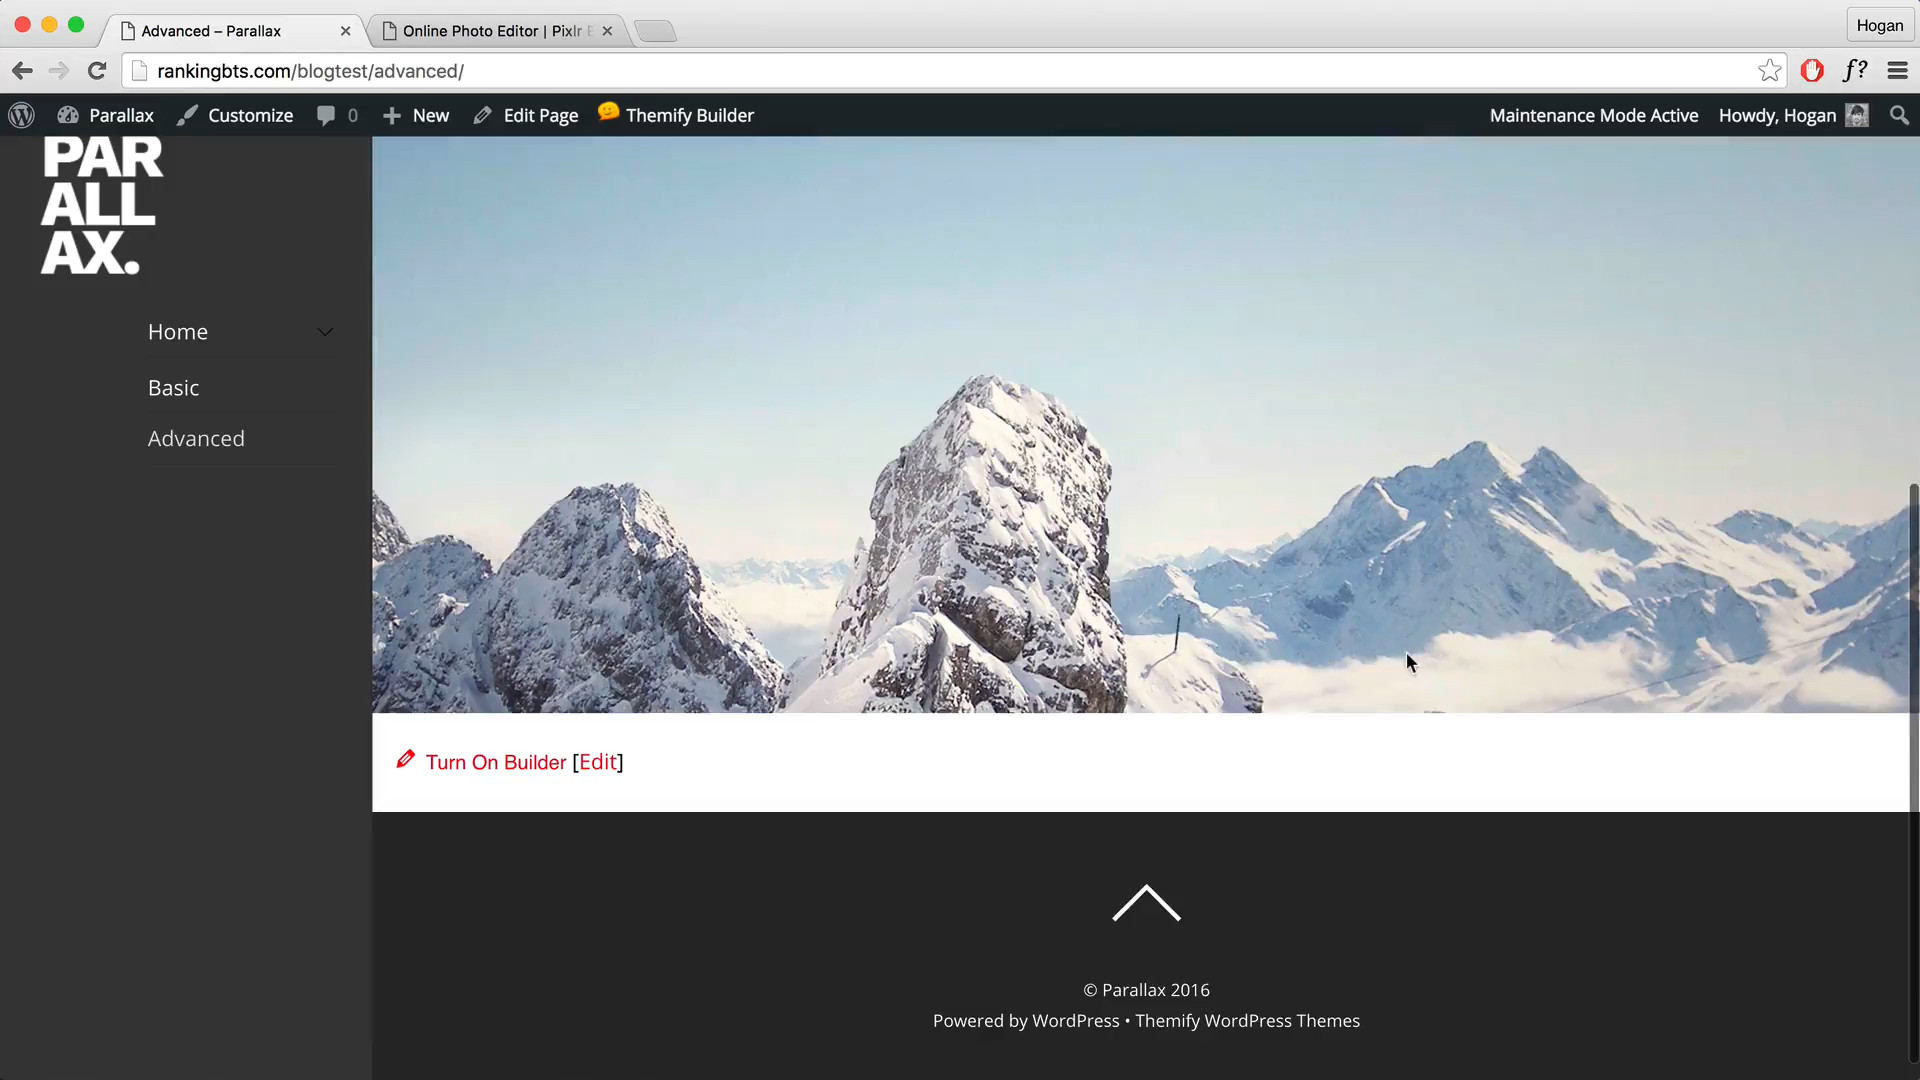 Advanced – Parallax
Online Photo Editor | Pixlr E
Hogan
rankingbts.com/blogtest/advanced/
f?
Parallax
Customize
0
New
Edit Page
Themify Builder
Maintenance Mode Active
Howdy, Hogan
PAR
ALL
AX.
Home
Basic
Advanced
Turn On Builder [Edit]
© Parallax 2016
Powered by WordPress • Themify WordPress Themes